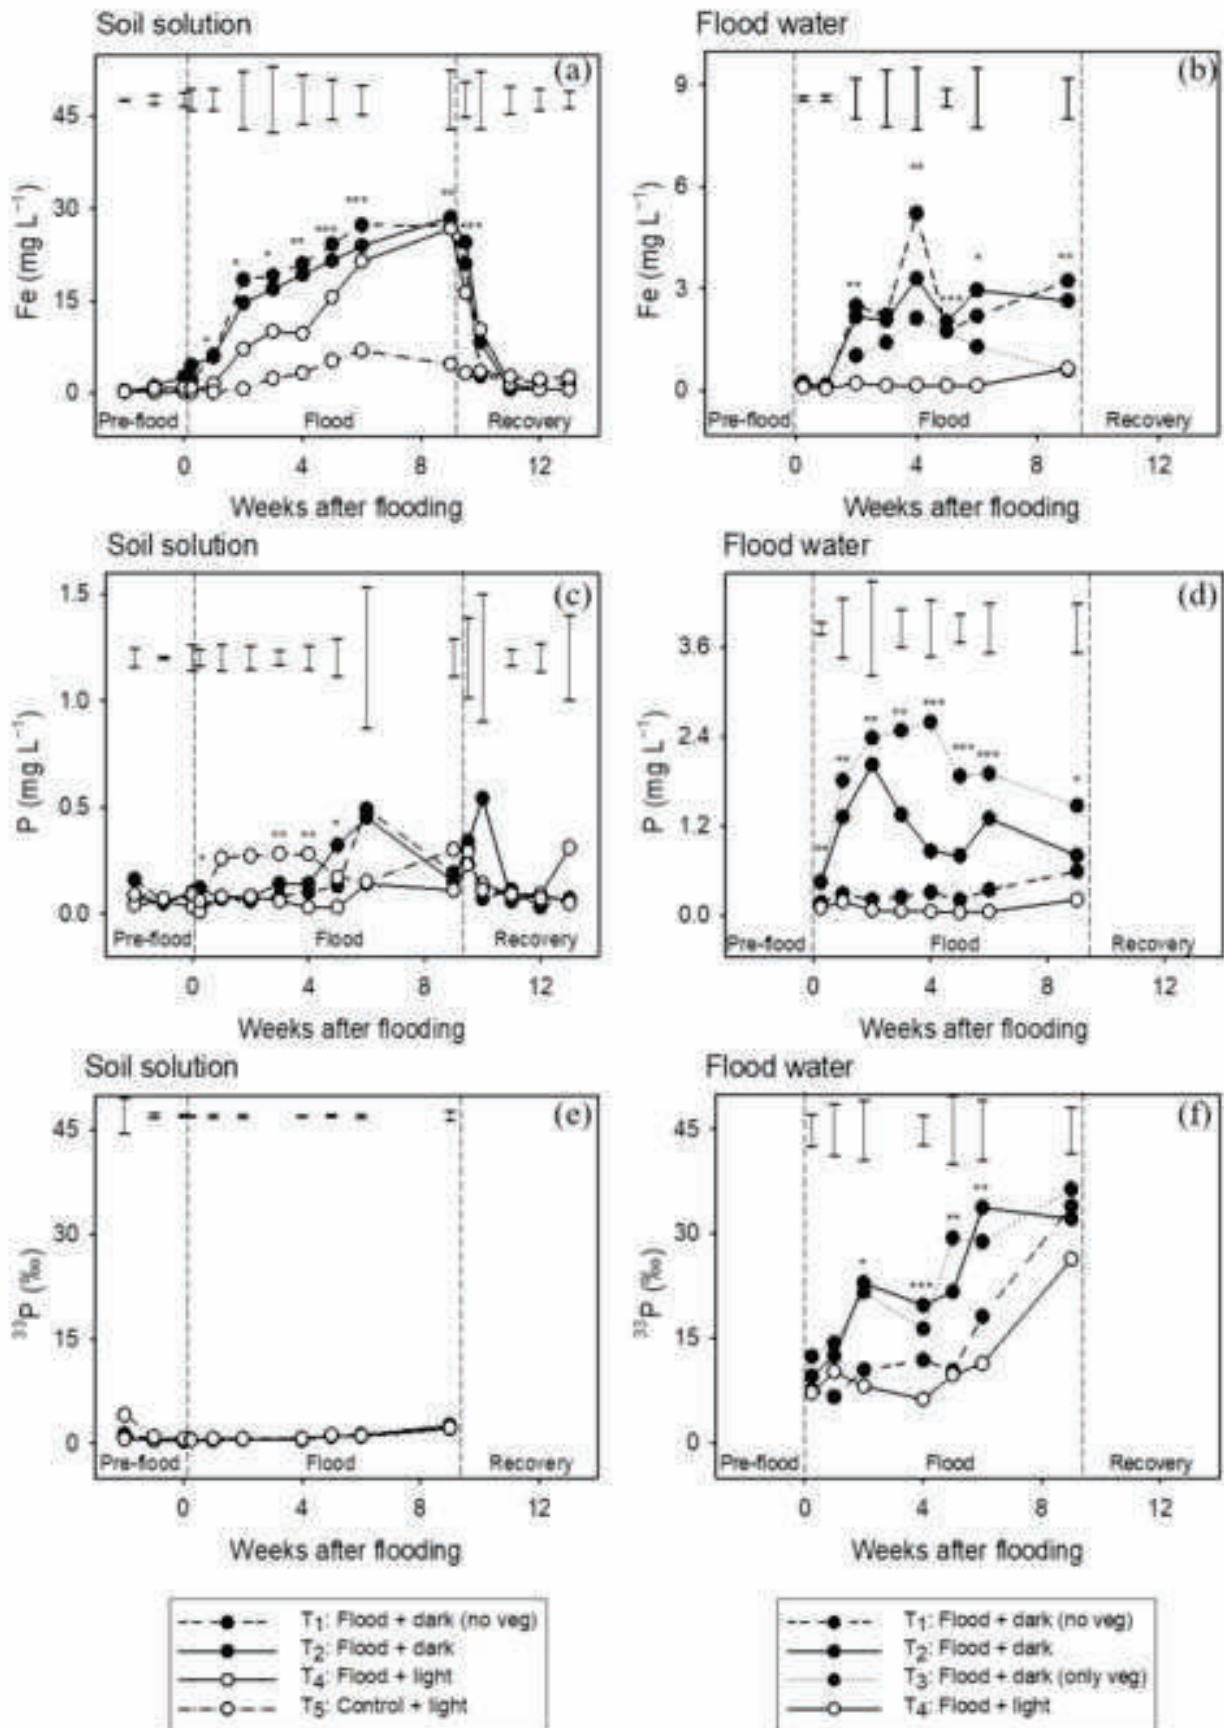 Soil solution
Flood water
(a)
(b)
45
30
15
0
Fe (mg L⁻¹)
Pre-flood
Flood
Recovery
0 4 8 12
Weeks after flooding
9
6
3
0
Fe (mg L⁻¹)
Pre-flood
Flood
Recovery
0 4 8 12
Weeks after flooding
Soil solution
Flood water
(c)
(d)
1.5
1.0
0.5
0.0
P (mg L⁻¹)
Pre-flood
Flood
Recovery
0 4 8 12
Weeks after flooding
3.6
2.4
1.2
0.0
P (mg L⁻¹)
Pre-flood
Flood
Recovery
0 4 8 12
Weeks after flooding
Soil solution
Flood water
(e)
(f)
45
30
15
0
³³P (‰)
Pre-flood
Flood
Recovery
0 4 8 12
Weeks after flooding
45
30
15
0
³³P (‰)
Pre-flood
Flood
Recovery
0 4 8 12
Weeks after flooding
T₁: Flood + dark (no veg)
T₂: Flood + dark
T₄: Flood + light
T₅: Control + light
T₁: Flood + dark (no veg)
T₂: Flood + dark
T₃: Flood + dark (only veg)
T₄: Flood + light